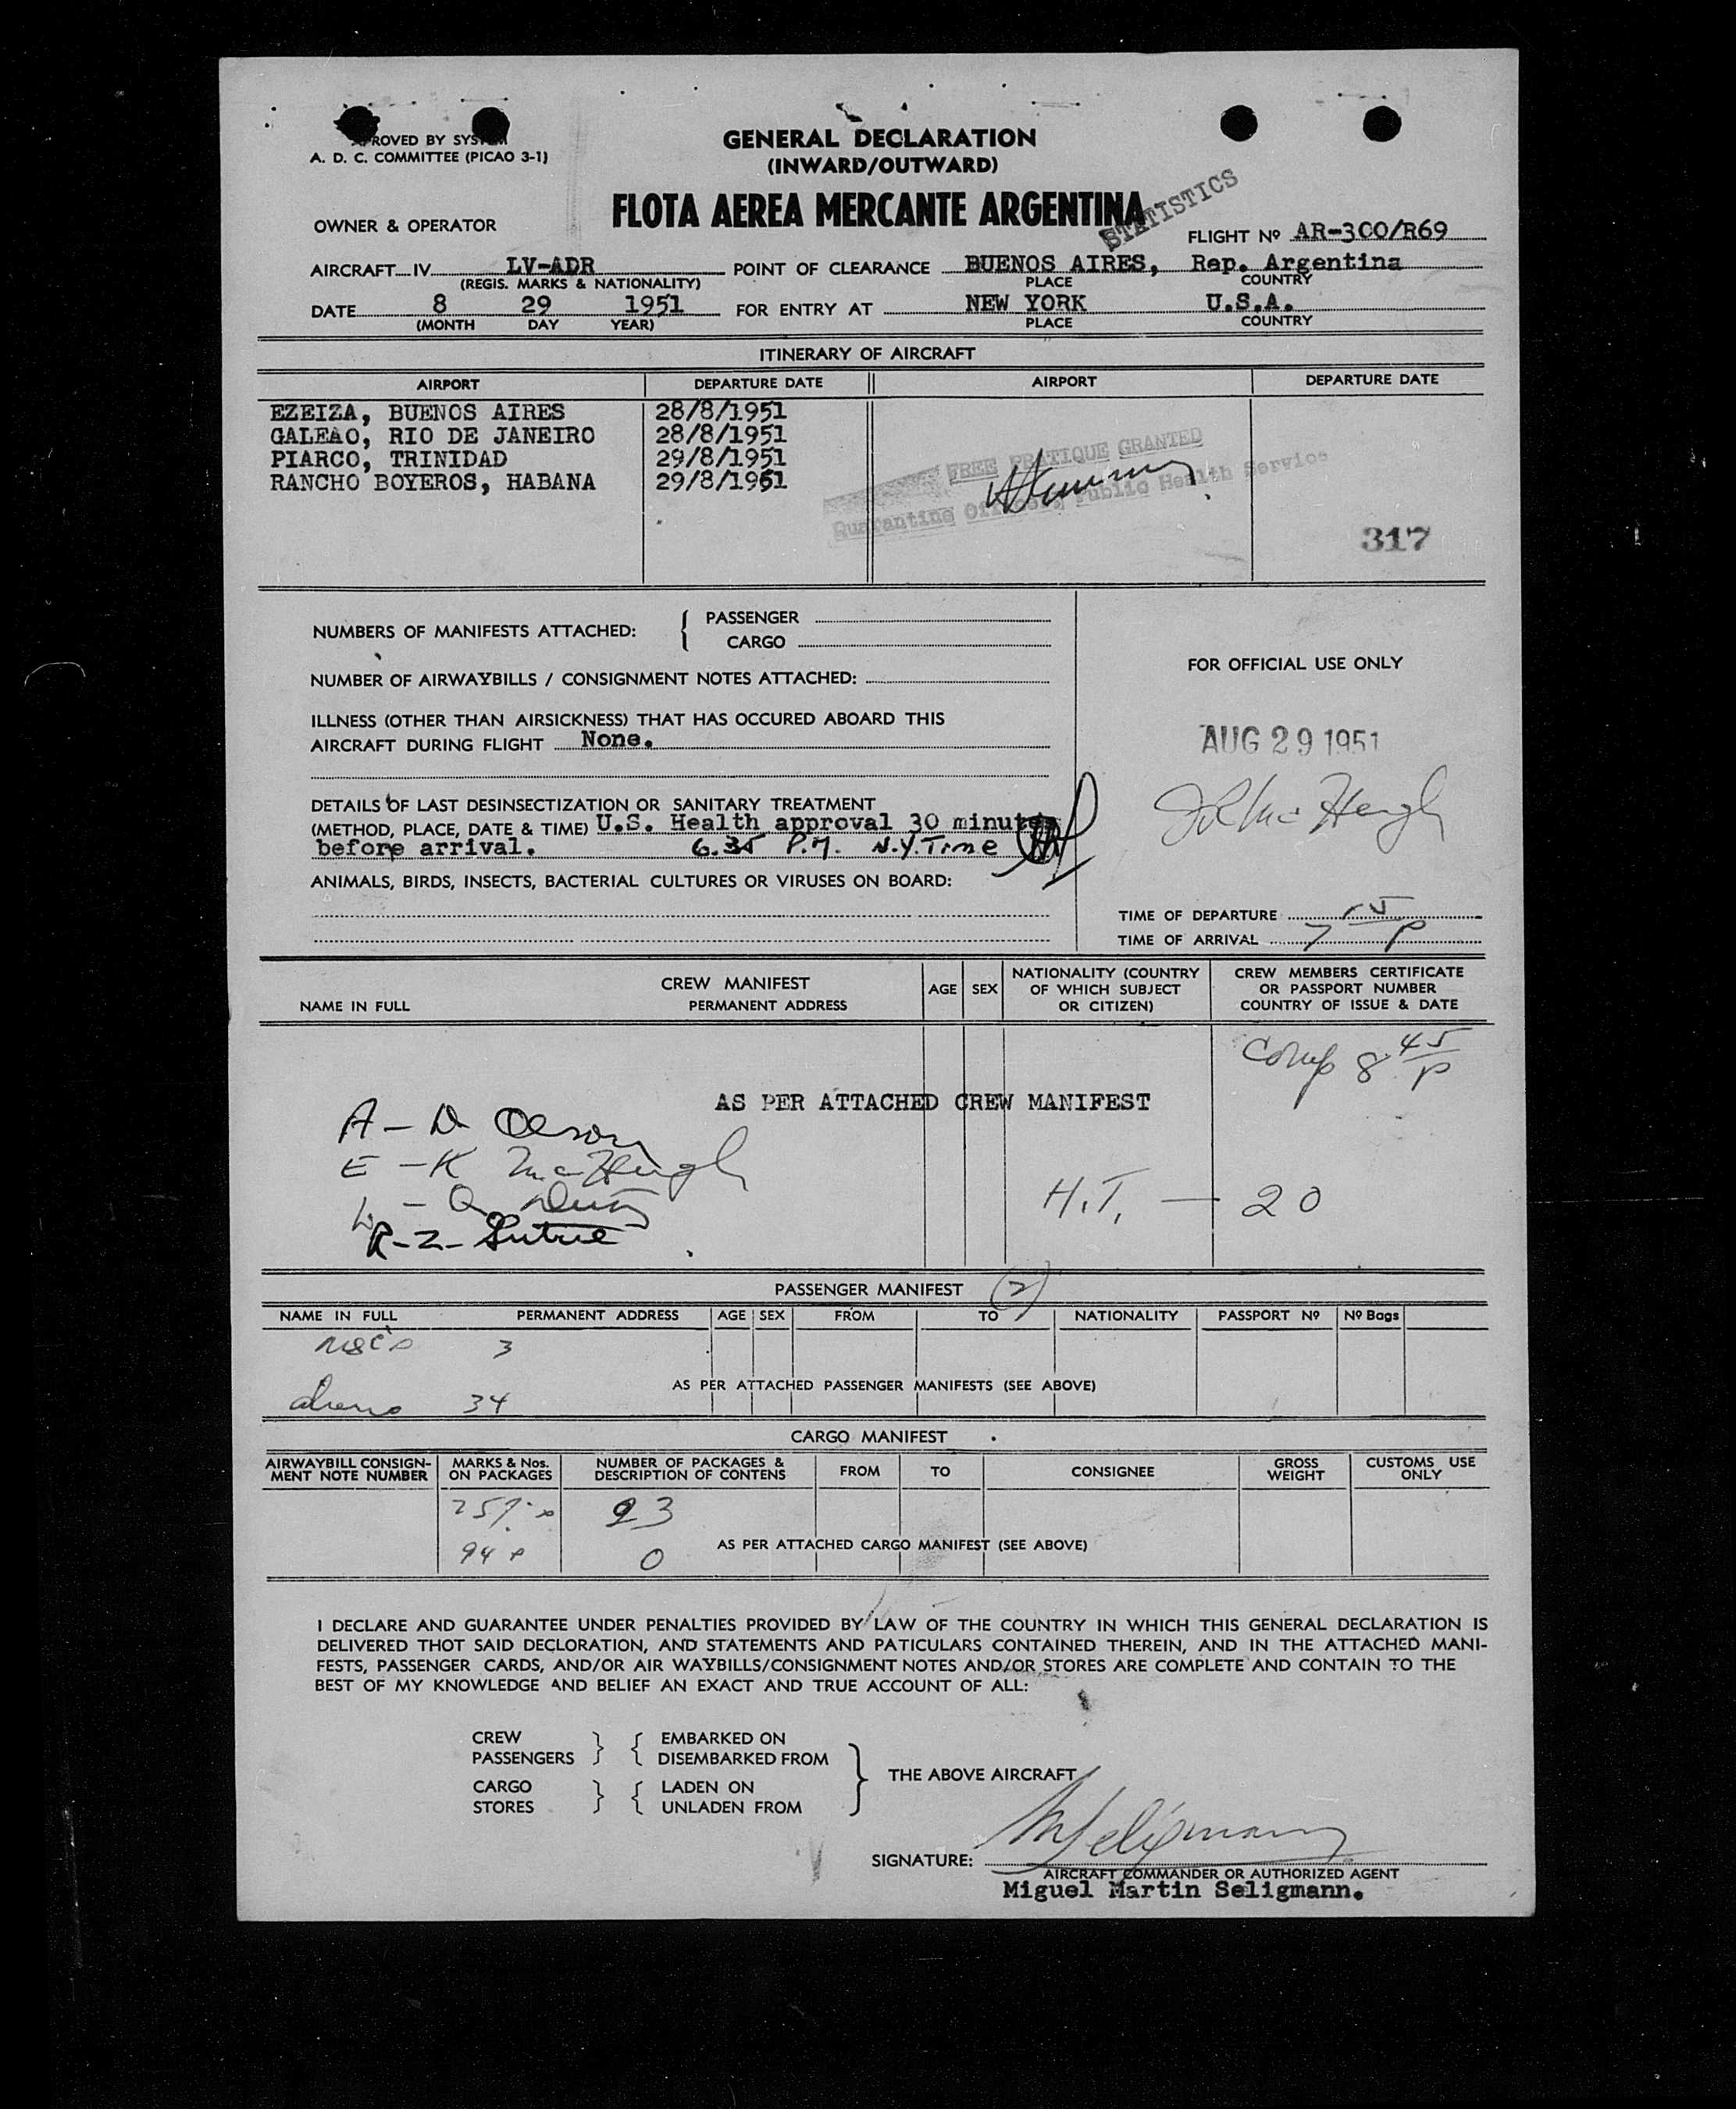 APPROVED BY SYSTEM
A. D. C. COMMITTEE (PICAO 3-1)
GENERAL DECLARATION
(INWARD/OUTWARD)
FLOTA AEREA MERCANTE ARGENTINA
STATISTICS
OWNER & OPERATOR
FLIGHT Nº AR-300/R69
AIRCRAFT IV LV-ADR POINT OF CLEARANCE BUENOS AIRES, Rep. Argentina
(REGIS. MARKS & NATIONALITY) PLACE COUNTRY
DATE 8 29 1951 FOR ENTRY AT NEW YORK U.S.A.
(MONTH DAY YEAR) PLACE COUNTRY
ITINERARY OF AIRCRAFT
AIRPORT DEPARTURE DATE AIRPORT DEPARTURE DATE
EZEIZA, BUENOS AIRES 28/8/1951
GALEAO, RIO DE JANEIRO 28/8/1951
PIARCO, TRINIDAD 29/8/1951
RANCHO BOYEROS, HABANA 29/8/1951
FREE PRATIQUE GRANTED
Quarantine Officer, Public Health Service
317
NUMBERS OF MANIFESTS ATTACHED: { PASSENGER
CARGO
FOR OFFICIAL USE ONLY
NUMBER OF AIRWAYBILLS / CONSIGNMENT NOTES ATTACHED:
ILLNESS (OTHER THAN AIRSICKNESS) THAT HAS OCCURED ABOARD THIS
AIRCRAFT DURING FLIGHT None.
AUG 29 1951
DETAILS OF LAST DESINSECTIZATION OR SANITARY TREATMENT
(METHOD, PLACE, DATE & TIME) U.S. Health approval 30 minutes
before arrival. 6.35 P.M. N.Y. Time
ANIMALS, BIRDS, INSECTS, BACTERIAL CULTURES OR VIRUSES ON BOARD:
TIME OF DEPARTURE
TIME OF ARRIVAL 7 15 P
CREW MANIFEST
NAME IN FULL PERMANENT ADDRESS AGE SEX NATIONALITY (COUNTRY OF WHICH SUBJECT OR CITIZEN) CREW MEMBERS CERTIFICATE OR PASSPORT NUMBER COUNTRY OF ISSUE & DATE
Comp 8 45 P
AS PER ATTACHED CREW MANIFEST
A - D Olson
E - K McHugh
H.T. — 20
PASSENGER MANIFEST (2)
NAME IN FULL PERMANENT ADDRESS AGE SEX FROM TO NATIONALITY PASSPORT Nº Nº Bags
3
AS PER ATTACHED PASSENGER MANIFESTS (SEE ABOVE)
aliens 34
CARGO MANIFEST
AIRWAYBILL CONSIGN- MENT NOTE NUMBER MARKS & Nos. ON PACKAGES NUMBER OF PACKAGES & DESCRIPTION OF CONTENS FROM TO CONSIGNEE GROSS WEIGHT CUSTOMS USE ONLY
23
AS PER ATTACHED CARGO MANIFEST (SEE ABOVE)
94 0
I DECLARE AND GUARANTEE UNDER PENALTIES PROVIDED BY LAW OF THE COUNTRY IN WHICH THIS GENERAL DECLARATION IS
DELIVERED THOT SAID DECLORATION, AND STATEMENTS AND PATICULARS CONTAINED THEREIN, AND IN THE ATTACHED MANI-
FESTS, PASSENGER CARDS, AND/OR AIR WAYBILLS/CONSIGNMENT NOTES AND/OR STORES ARE COMPLETE AND CONTAIN TO THE
BEST OF MY KNOWLEDGE AND BELIEF AN EXACT AND TRUE ACCOUNT OF ALL:
CREW } { EMBARKED ON
PASSENGERS } { DISEMBARKED FROM
} THE ABOVE AIRCRAFT
CARGO } { LADEN ON
STORES } { UNLADEN FROM
SIGNATURE: MSeligmann
AIRCRAFT COMMANDER OR AUTHORIZED AGENT
Miguel Martin Seligmann.